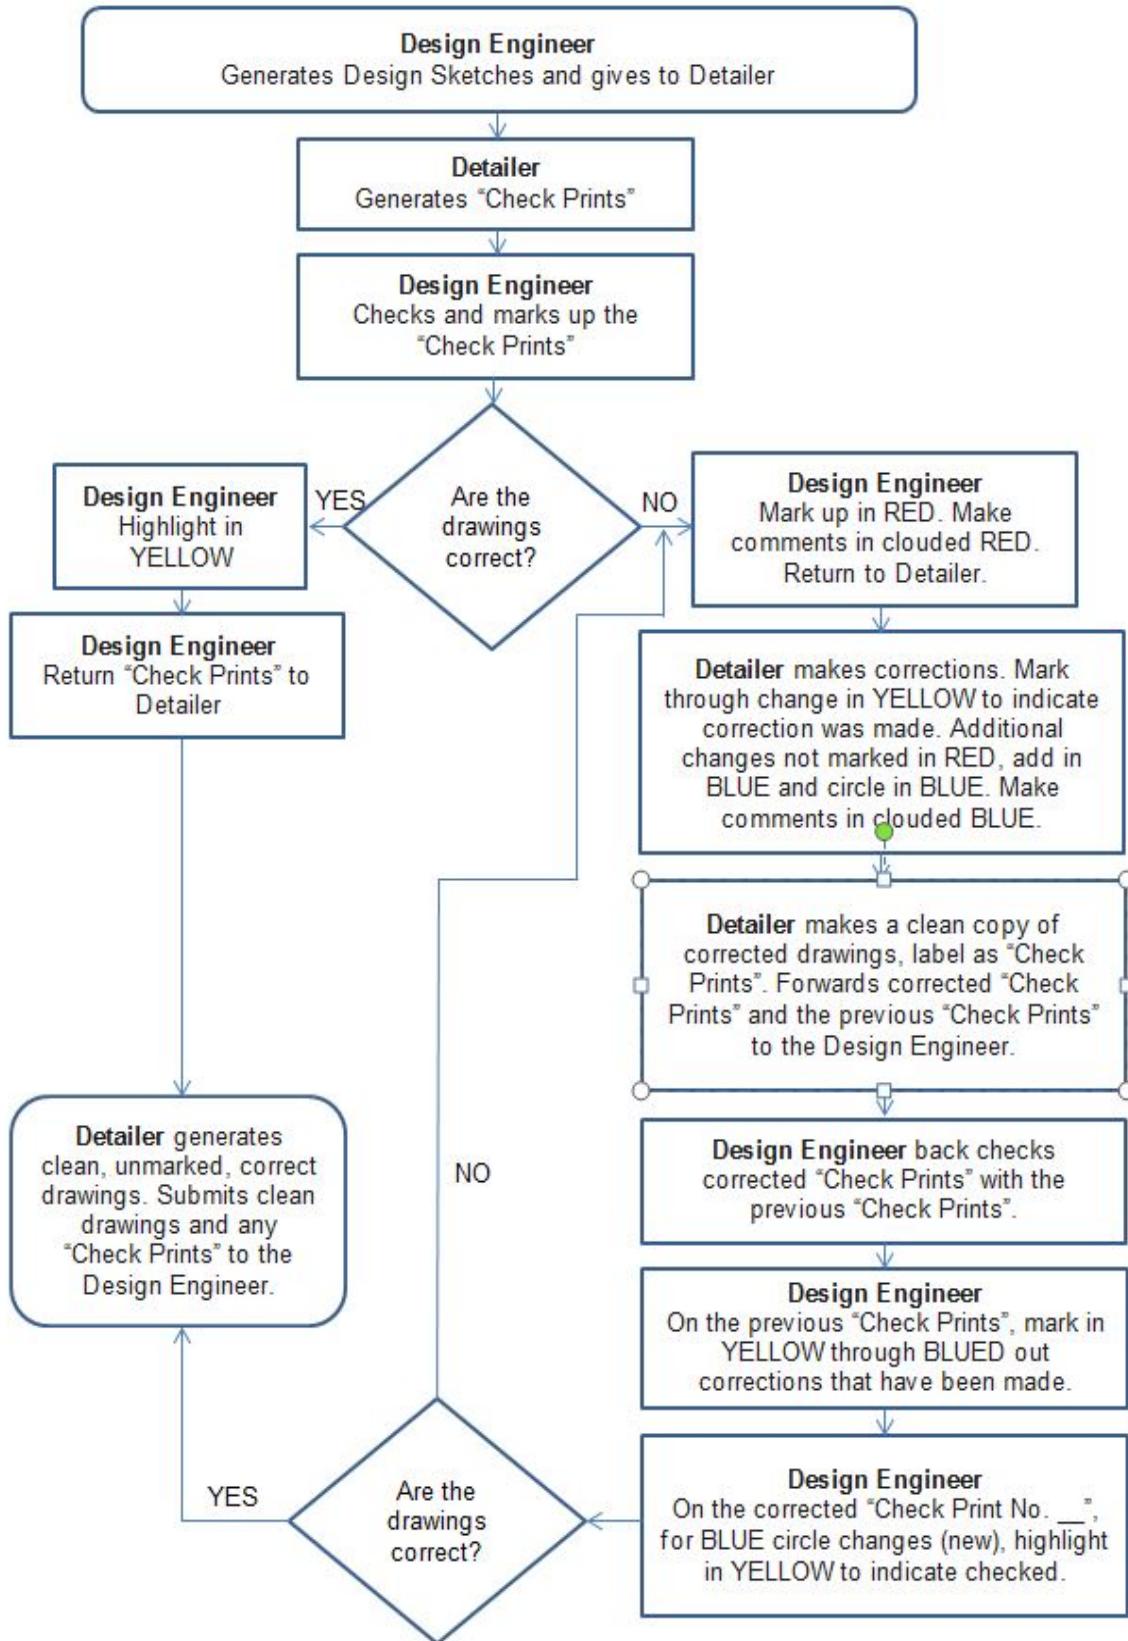 Design Engineer
Generates Design Sketches and gives to Detailer
Detailer
Generates “Check Prints”
Design Engineer
Checks and marks up the
“Check Prints”
Are the
drawings
correct?
YES
NO
Design Engineer
Highlight in
YELLOW
Design Engineer
Return “Check Prints” to
Detailer
Design Engineer
Mark up in RED. Make
comments in clouded RED.
Return to Detailer.
Detailer makes corrections. Mark
through change in YELLOW to indicate
correction was made. Additional
changes not marked in RED, add in
BLUE and circle in BLUE. Make
comments in clouded BLUE.
Detailer makes a clean copy of
corrected drawings, label as “Check
Prints”. Forwards corrected “Check
Prints” and the previous “Check Prints”
to the Design Engineer.
Design Engineer back checks
corrected “Check Prints” with the
previous “Check Prints”.
Design Engineer
On the previous “Check Prints”, mark in
YELLOW through BLUED out
corrections that have been made.
Design Engineer
On the corrected “Check Print No. __”,
for BLUE circle changes (new), highlight
in YELLOW to indicate checked.
Are the
drawings
correct?
NO
YES
Detailer generates
clean, unmarked, correct
drawings. Submits clean
drawings and any
“Check Prints” to the
Design Engineer.